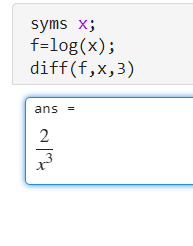 syms x;
f=log(x);
diff(f,x,3)
ans =
2
x³